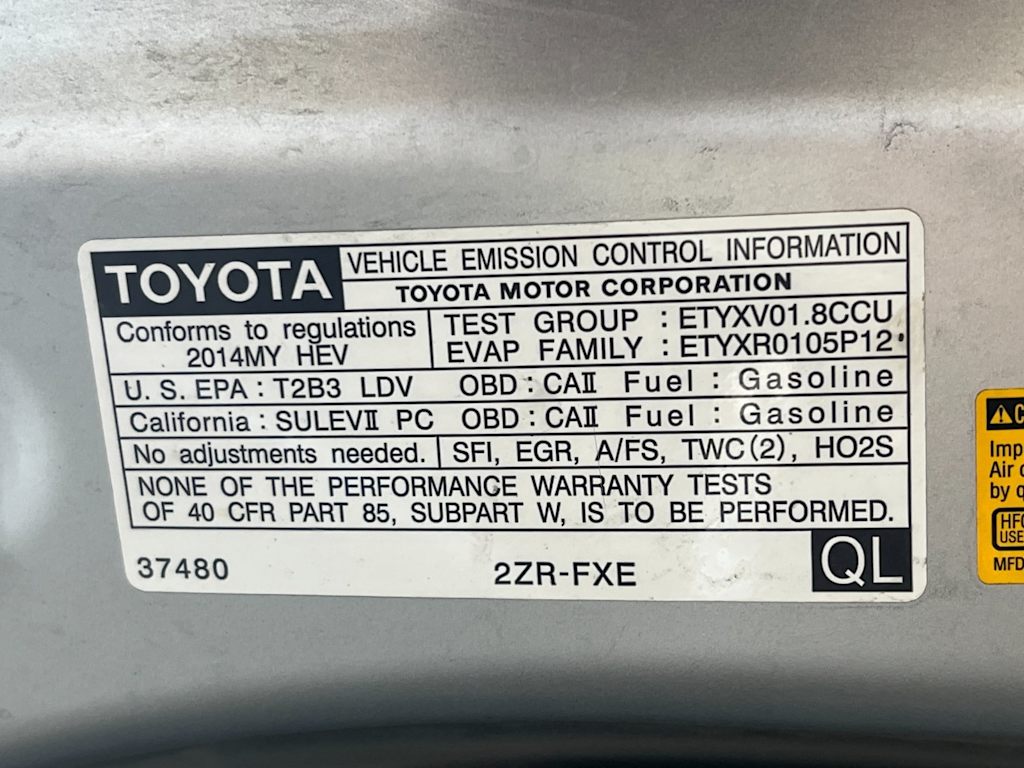 TOYOTA
VEHICLE EMISSION CONTROL INFORMATION
TOYOTA MOTOR CORPORATION
Conforms to regulations
2014MY HEV
TEST GROUP : ETYXV01.8CCU
EVAP FAMILY : ETYXR0105P12
U.S. EPA : T2B3 LDV OBD : CAⅡ Fuel : Gasoline
California : SULEVⅡ PC OBD : CAⅡ Fuel : Gasoline
No adjustments needed. SFI, EGR, A/FS, TWC(2), HO2S
NONE OF THE PERFORMANCE WARRANTY TESTS
OF 40 CFR PART 85, SUBPART W, IS TO BE PERFORMED.
37480 2ZR-FXE QL
Air
by
MFD